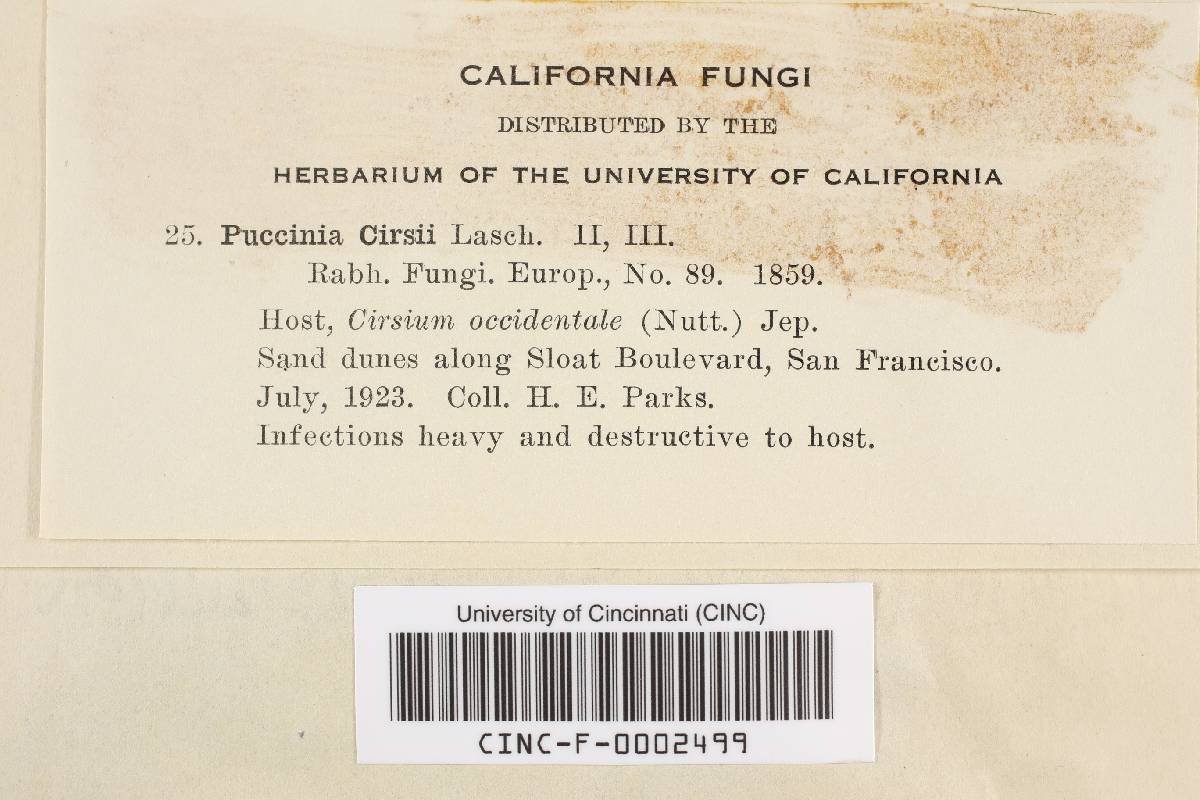 CALIFORNIA FUNGI
DISTRIBUTED BY THE
HERBARIUM OF THE UNIVERSITY OF CALIFORNIA
25. Puccinia Cirsii Lasch. II, III.
Rabh. Fungi. Europ., No. 89. 1859.
Host, Cirsium occidentale (Nutt.) Jep.
Sand dunes along Sloat Boulevard, San Francisco.
July, 1923. Coll. H. E. Parks.
Infections heavy and destructive to host.
University of Cincinnati (CINC)
CINC-F-0002499